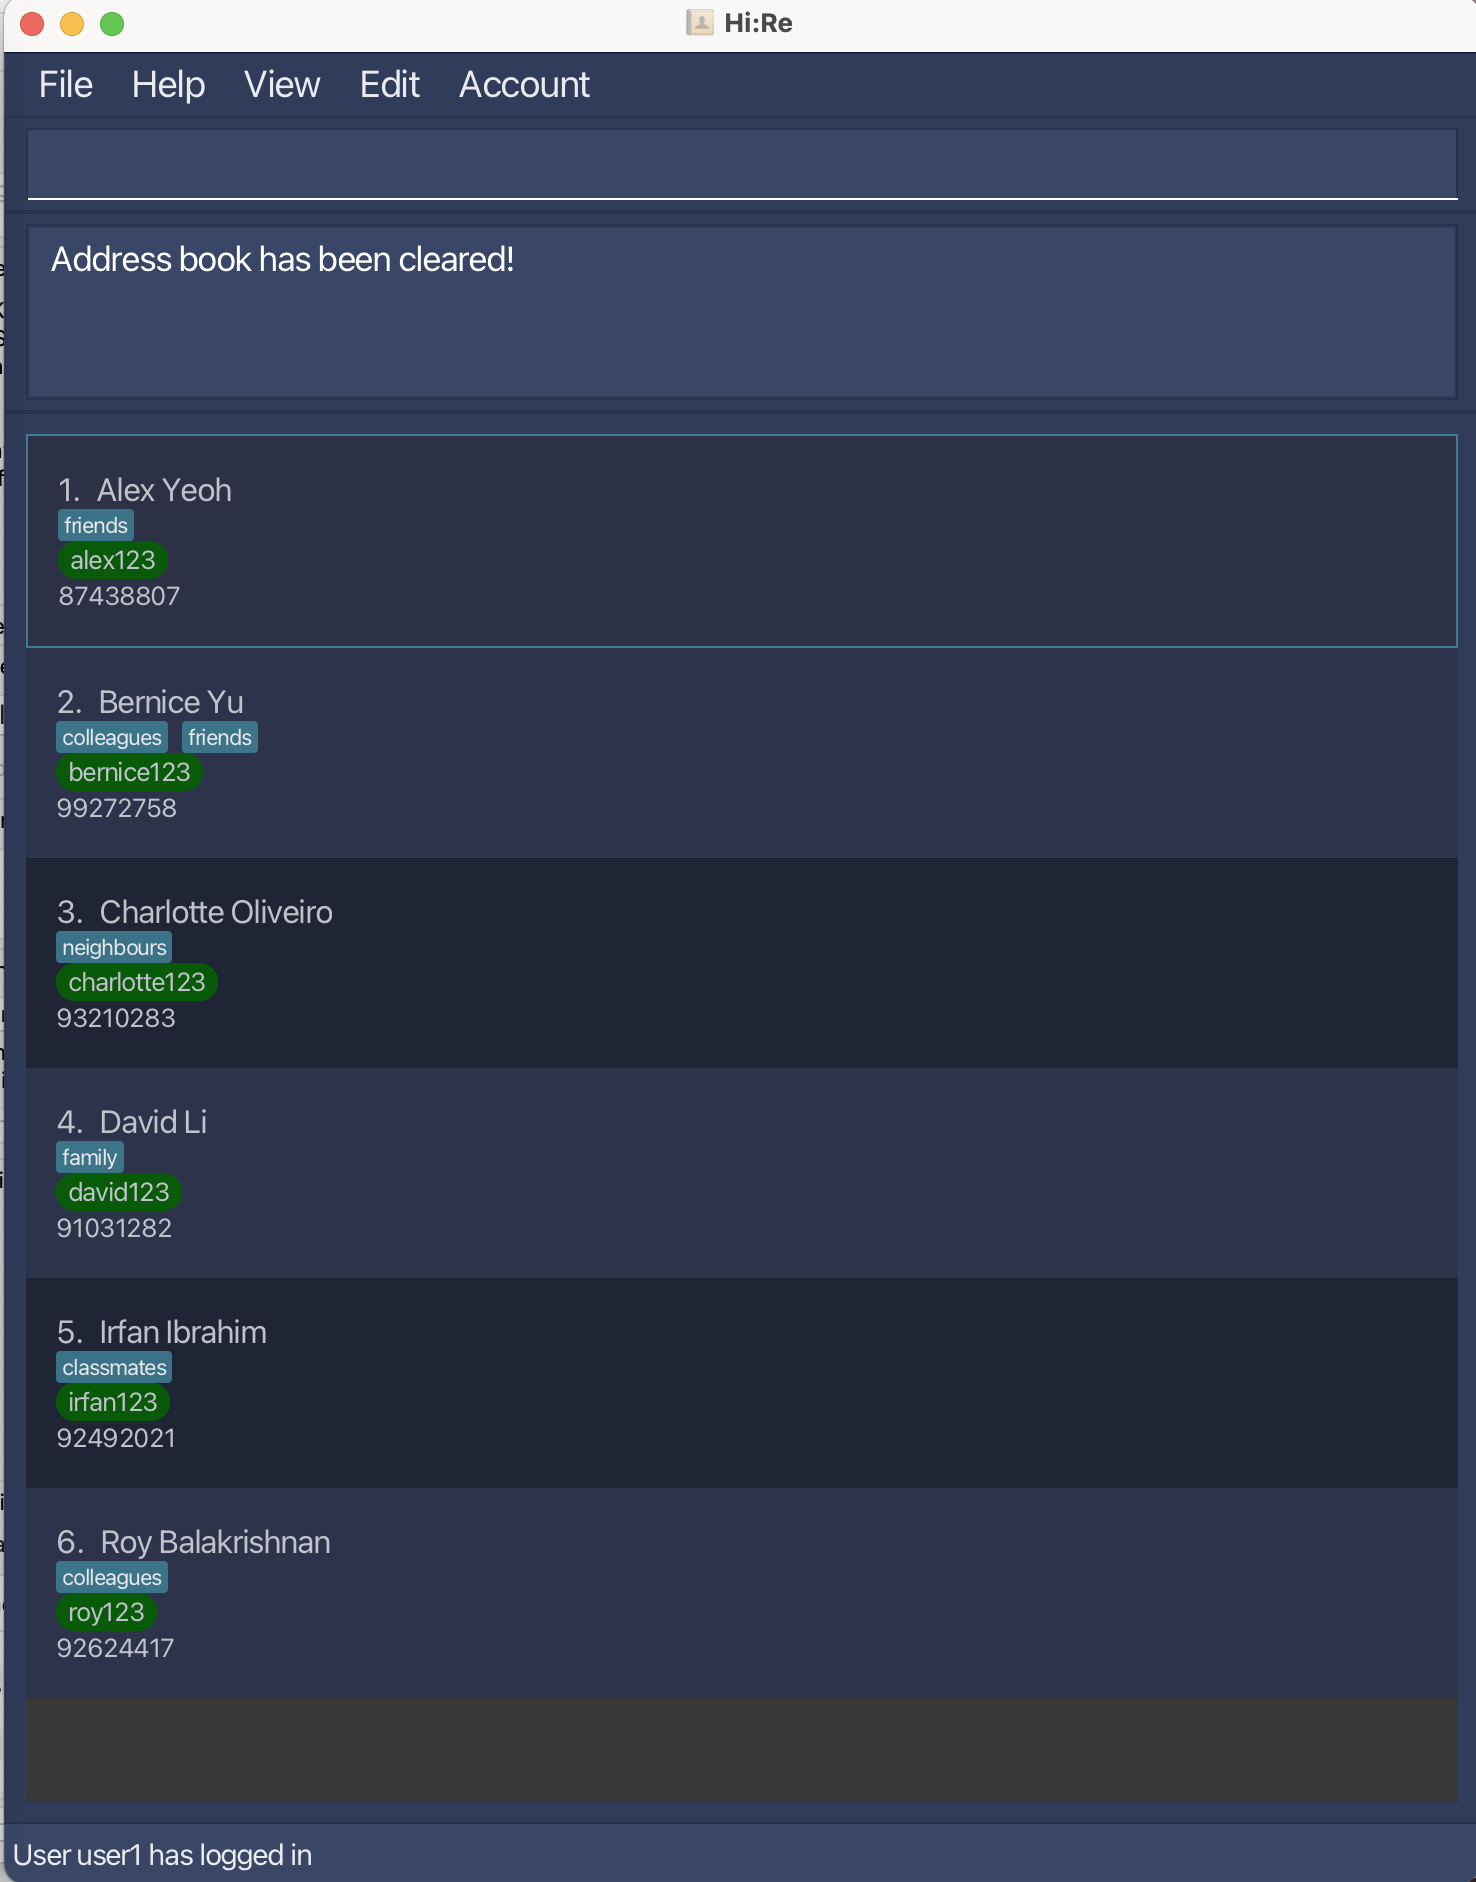 Hi:Re
File Help View Edit Account
Address book has been cleared!
1. Alex Yeoh
friends
alex123
87438807
2. Bernice Yu
colleagues friends
bernice123
99272758
3. Charlotte Oliveiro
neighbours
charlotte123
93210283
4. David Li
family
david123
91031282
5. Irfan Ibrahim
classmates
irfan123
92492021
6. Roy Balakrishnan
colleagues
roy123
92624417
User user1 has logged in